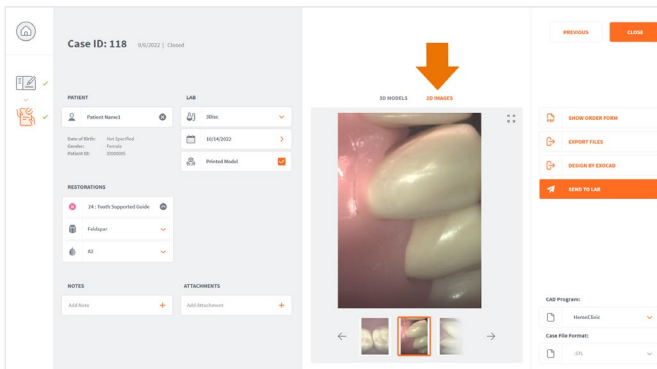 Case ID: 118 9/6/2022 | Closed
PREVIOUS
CLOSE
PATIENT
Patient Name1
Date of Birth: Not Specified
Gender: Female
Patient ID: 00000005
LAB
3Disc
10/14/2022
Printed Model
RESTORATIONS
24 : Tooth Supported Guide
Feldspar
A3
NOTES
Add Note
ATTACHMENTS
Add Attachment
3D MODELS
2D IMAGES
SHOW ORDER FORM
EXPORT FILES
DESIGN BY EXOCAD
SEND TO LAB
CAD Program:
HeronClinic
Case File Format:
.STL